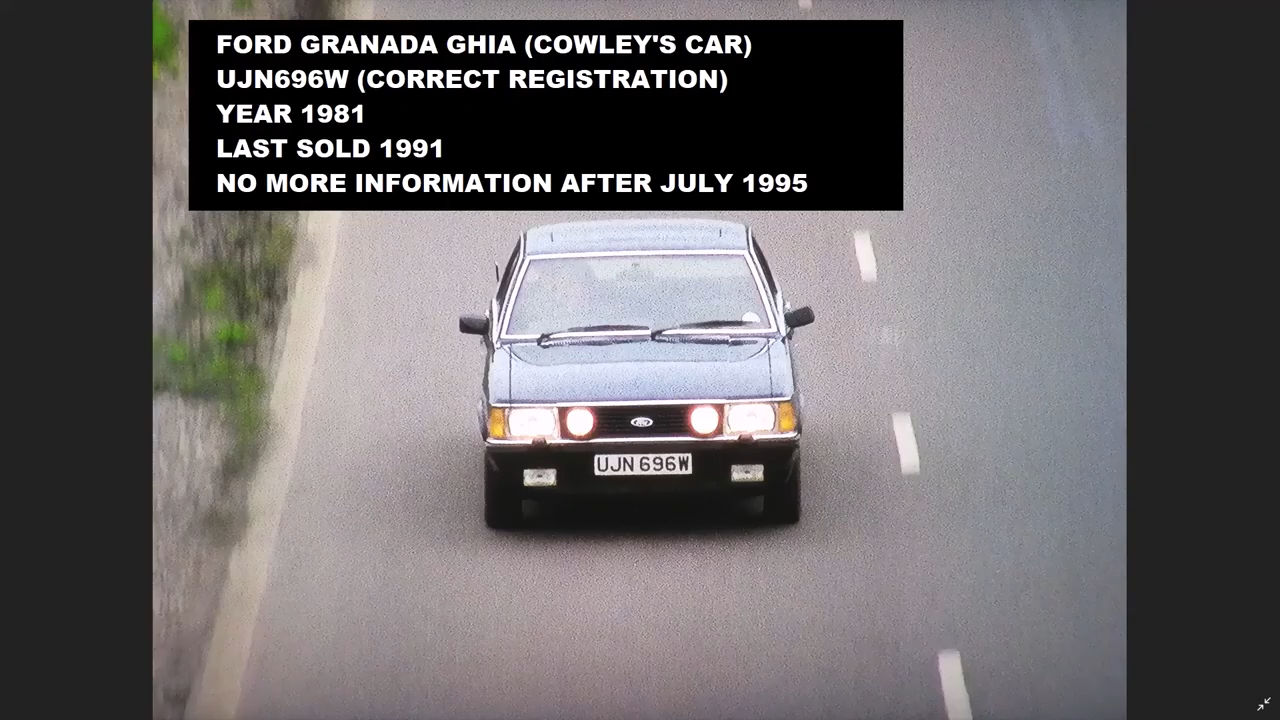 FORD GRANADA GHIA (COWLEY'S CAR)
UJN696W (CORRECT REGISTRATION)
YEAR 1981
LAST SOLD 1991
NO MORE INFORMATION AFTER JULY 1995
Ford
UJN 696W